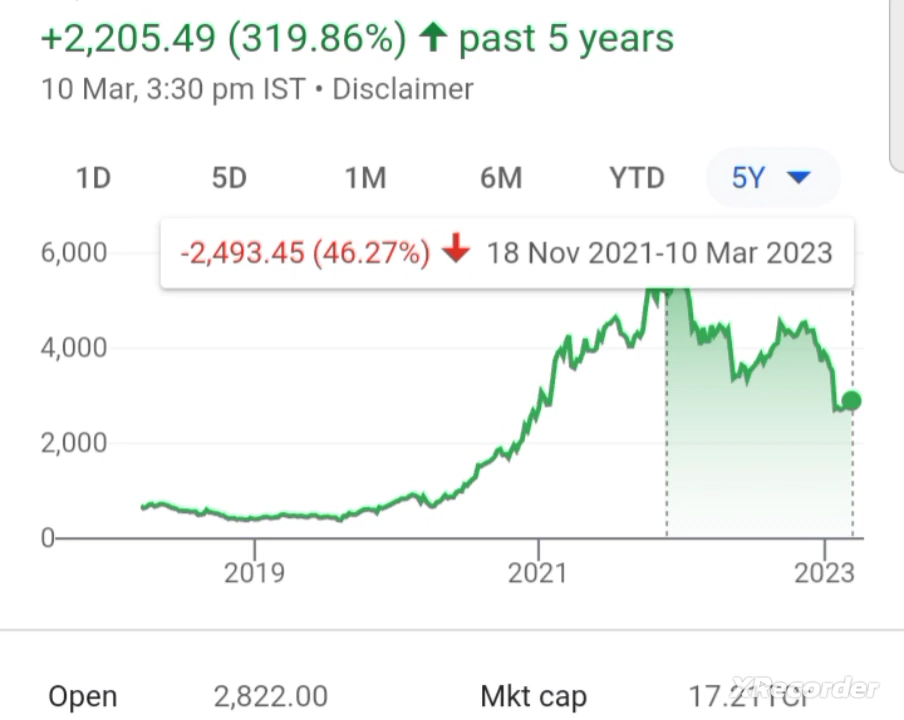 +2,205.49 (319.86%) ↑ past 5 years
10 Mar, 3:30 pm IST • Disclaimer
1D 5D 1M 6M YTD 5Y
-2,493.45 (46.27%) ↓ 18 Nov 2021-10 Mar 2023
6,000
4,000
2,000
0
2019 2021 2023
Open 2,822.00 Mkt cap
XRecorder